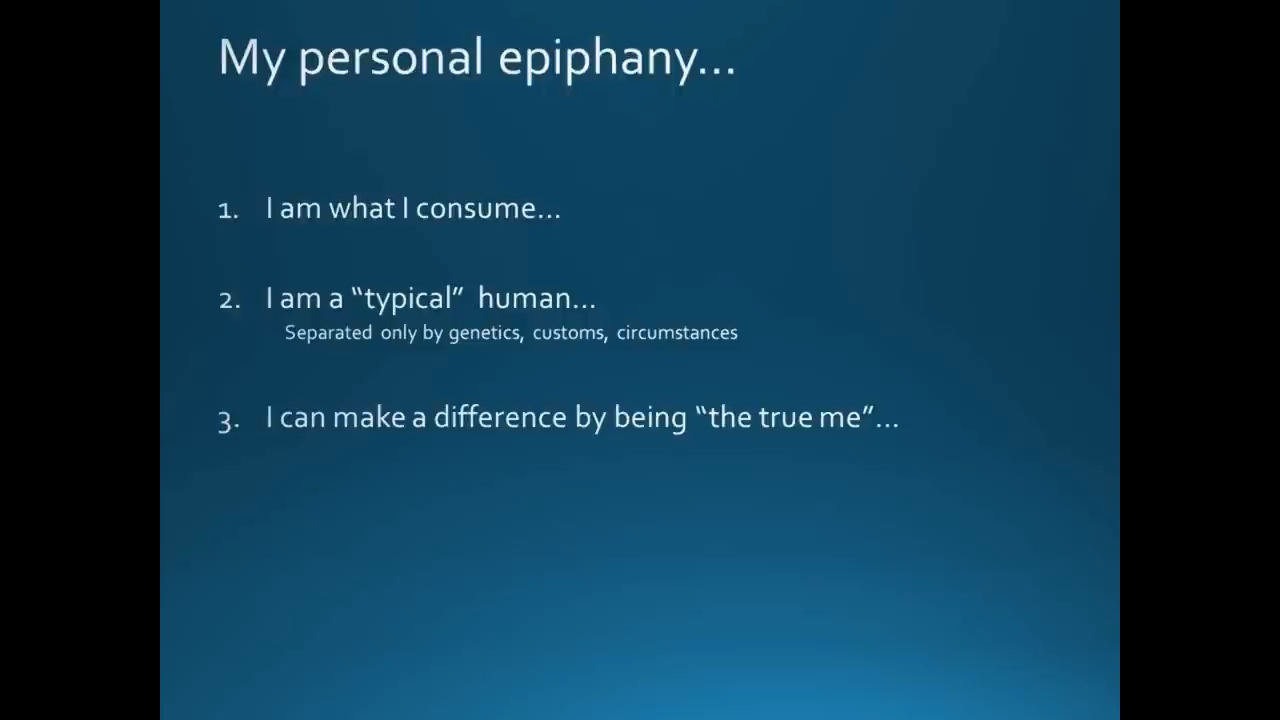 My personal epiphany...
1. I am what I consume...
2. I am a “typical” human...
Separated only by genetics, customs, circumstances
3. I can make a difference by being “the true me”...